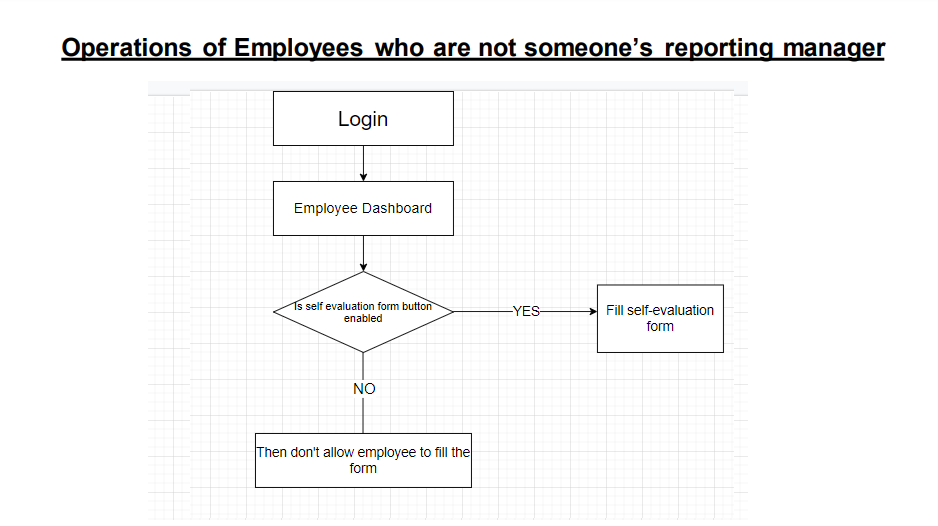 Operations of Employees who are not someone's reporting manager
Login
Employee Dashboard
Is self evaluation form button
enabled
YES
Fill self-evaluation
form
NO
Then don't allow employee to fill the
form